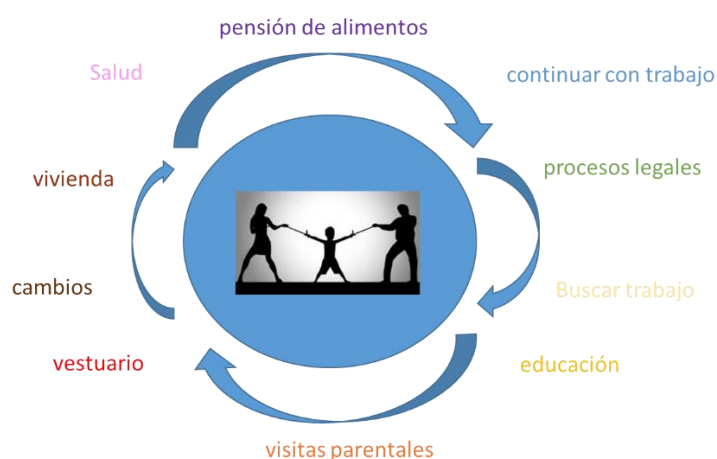 pensión de alimentos
Salud
continuar con trabajo
vivienda
procesos legales
cambios
Buscar trabajo
vestuario
educación
visitas parentales